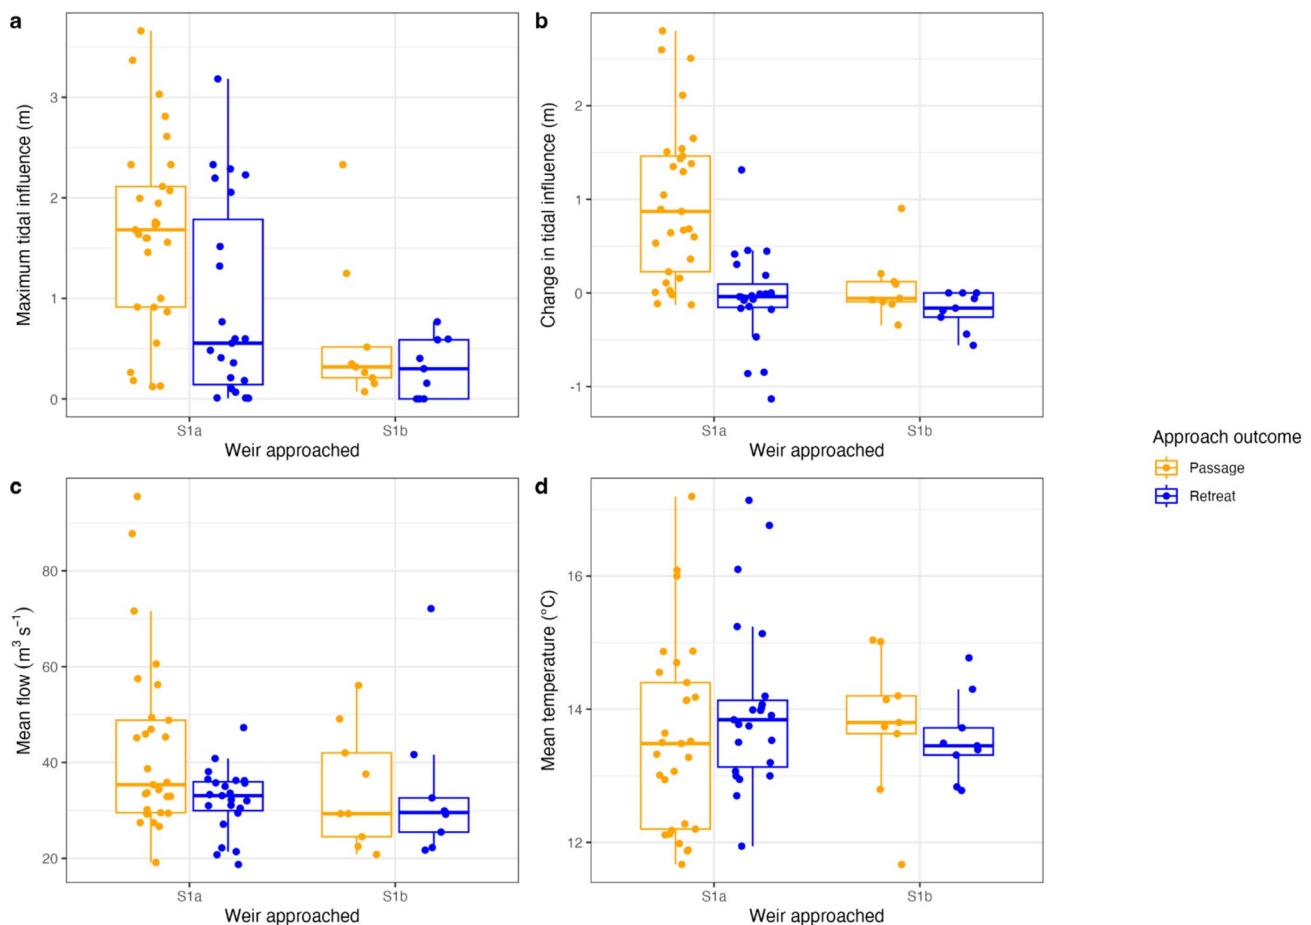 a
Maximum tidal influence (m)
3
2
1
0
S1a
S1b
Weir approached
b
Change in tidal influence (m)
2
1
0
-1
S1a
S1b
Weir approached
c
Mean flow (m³ s⁻¹)
80
60
40
20
S1a
S1b
Weir approached
d
Mean temperature (°C)
16
14
12
S1a
S1b
Weir approached
Approach outcome
Passage
Retreat